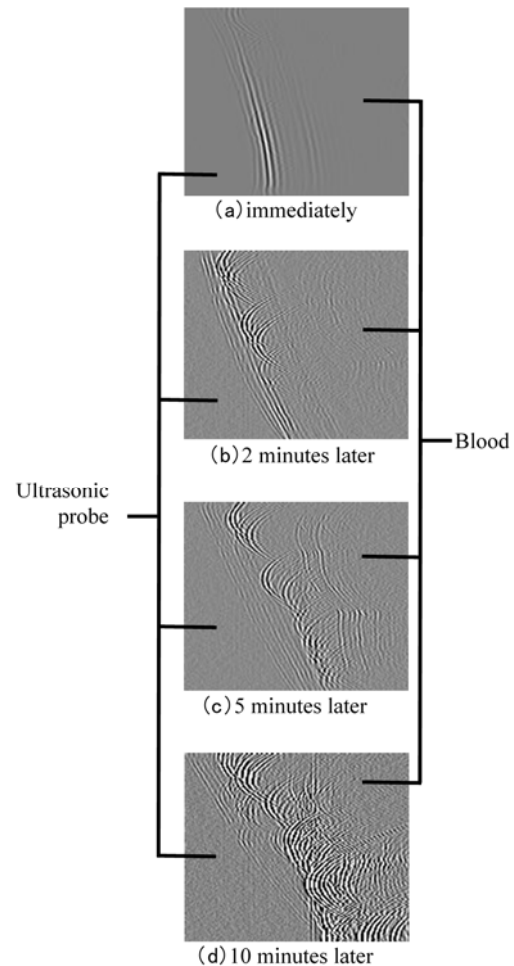 (a)immediately
(b)2 minutes later
Blood
Ultrasonic
probe
(c)5 minutes later
(d)10 minutes later